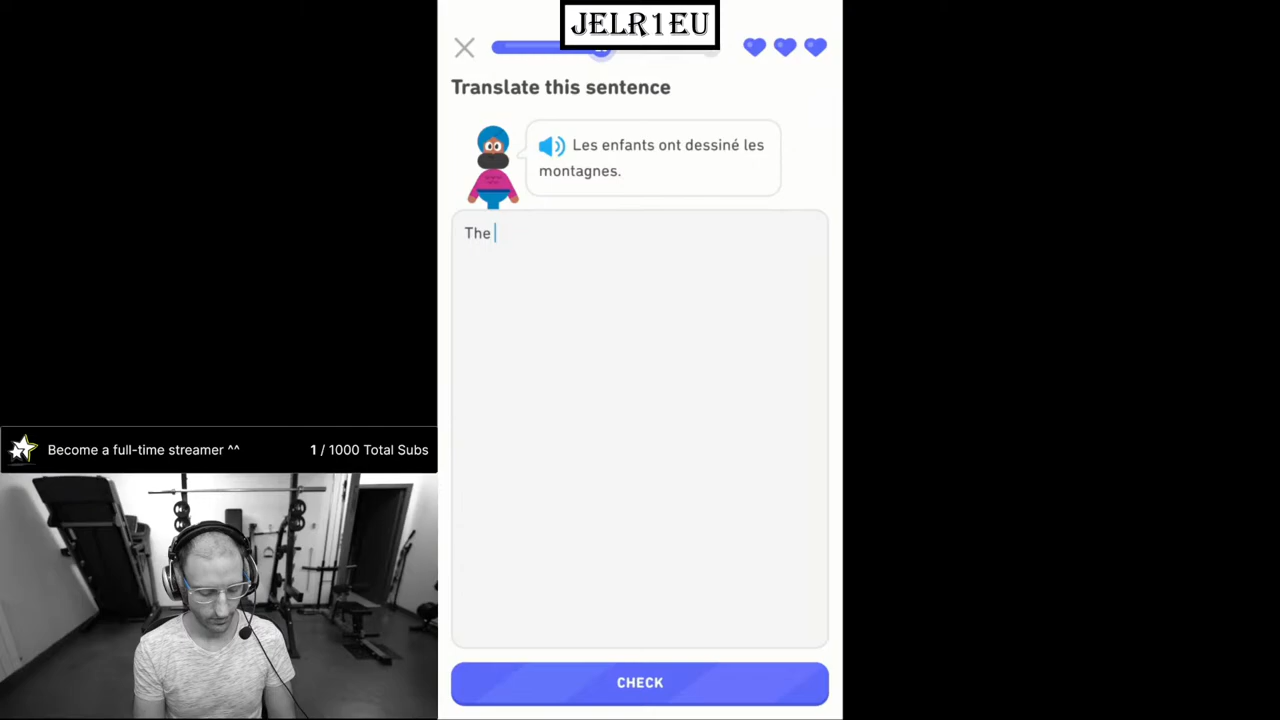 JELR1EU
Translate this sentence
Les enfants ont dessiné les
montagnes.
The
Become a full-time streamer ^^ 1 / 1000 Total Subs
CHECK